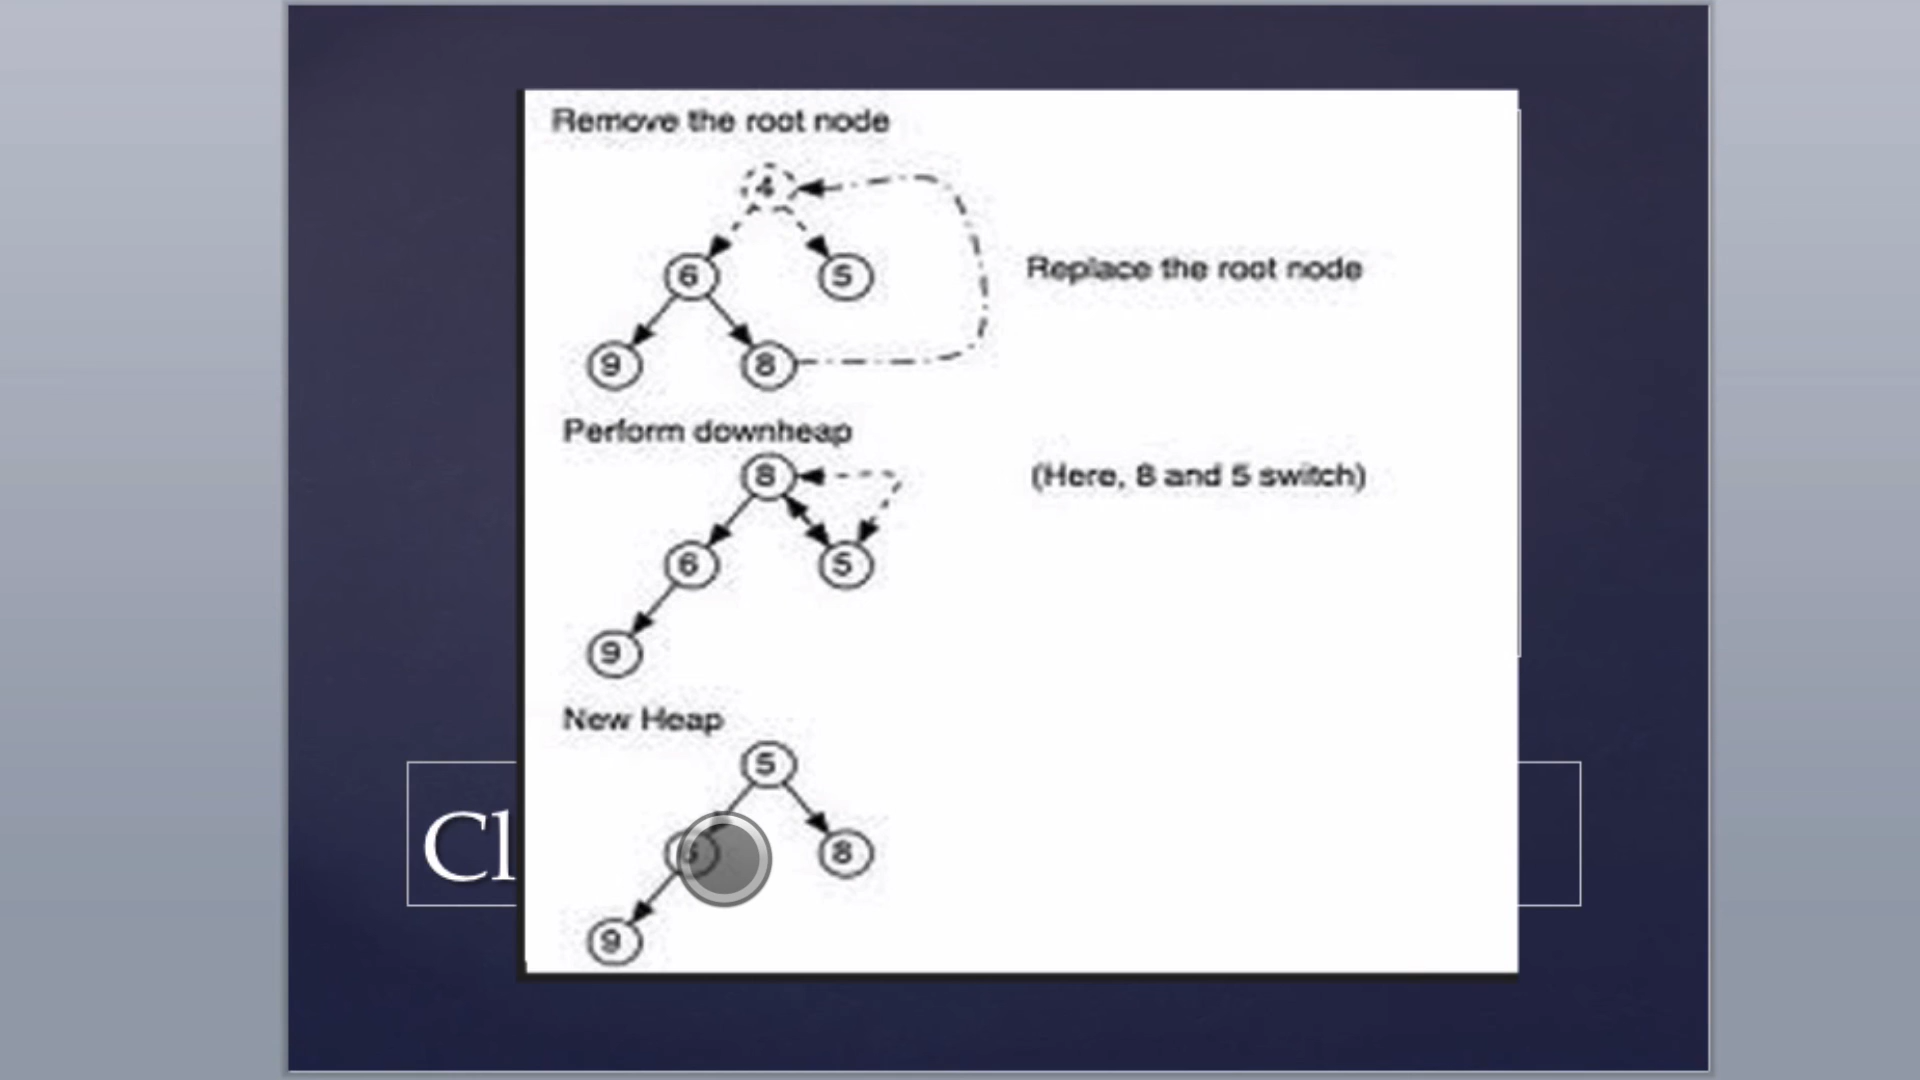 Remove the root node
4
6 5
Replace the root node
9 8
Perform downheap
8
(Here, 8 and 5 switch)
6 5
9
New Heap
5
6 8
9
Cl